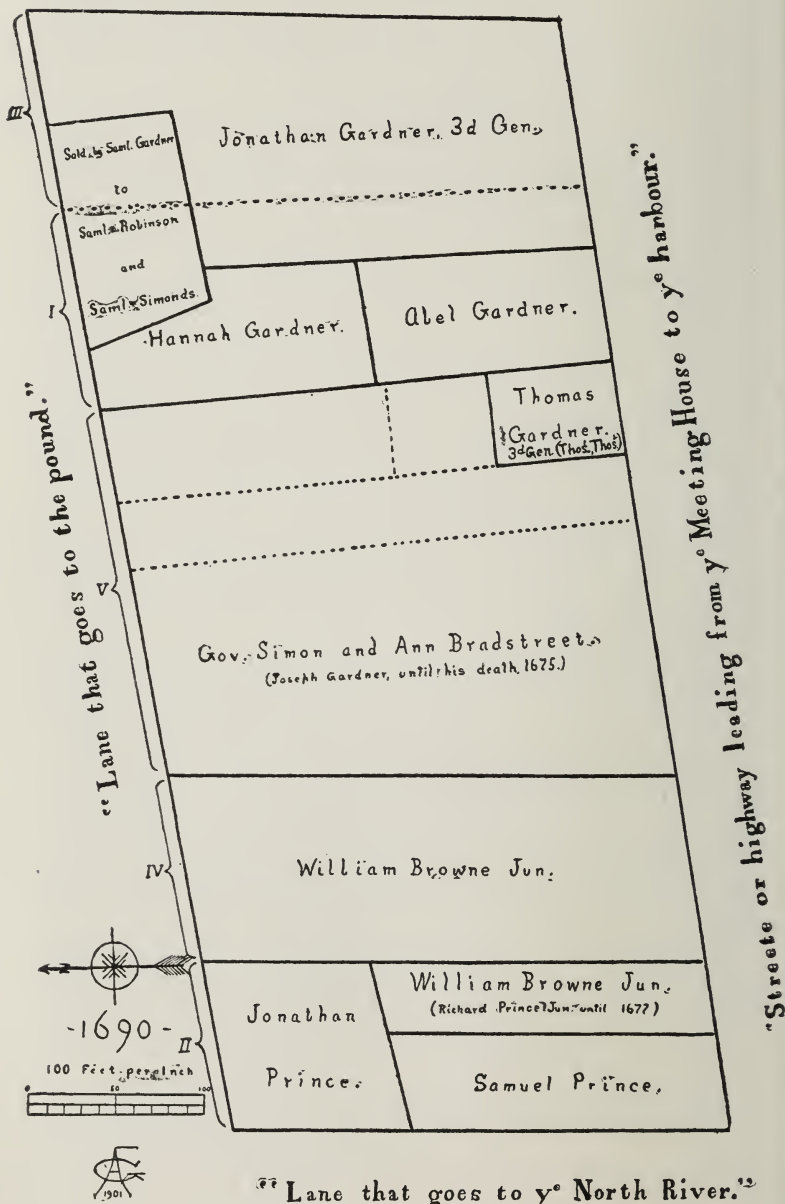 III
Jonathan Gardner, 3d Gen.
Sold by Saml. Gardner
to
Saml. Robinson
and
Saml. Simonds.
I
Hannah Gardner.
Abel Gardner.
Thomas
Gardner.
3d Gen (Thos., Thos.)
V
Gov. Simon and Ann Bradstreet.
(Joseph Gardner, until his death, 1675.)
IV
William Browne Jun.
II
Jonathan
Prince.
William Browne Jun.
(Richard Prince Jun. until 1677)
Samuel Prince.
"Lane that goes to the pound."
"Streete or highway leading from ye Meeting House to ye harbour."
"Lane that goes to ye North River."
N
-1690-
100 Feet per Inch
0 50 100
1901